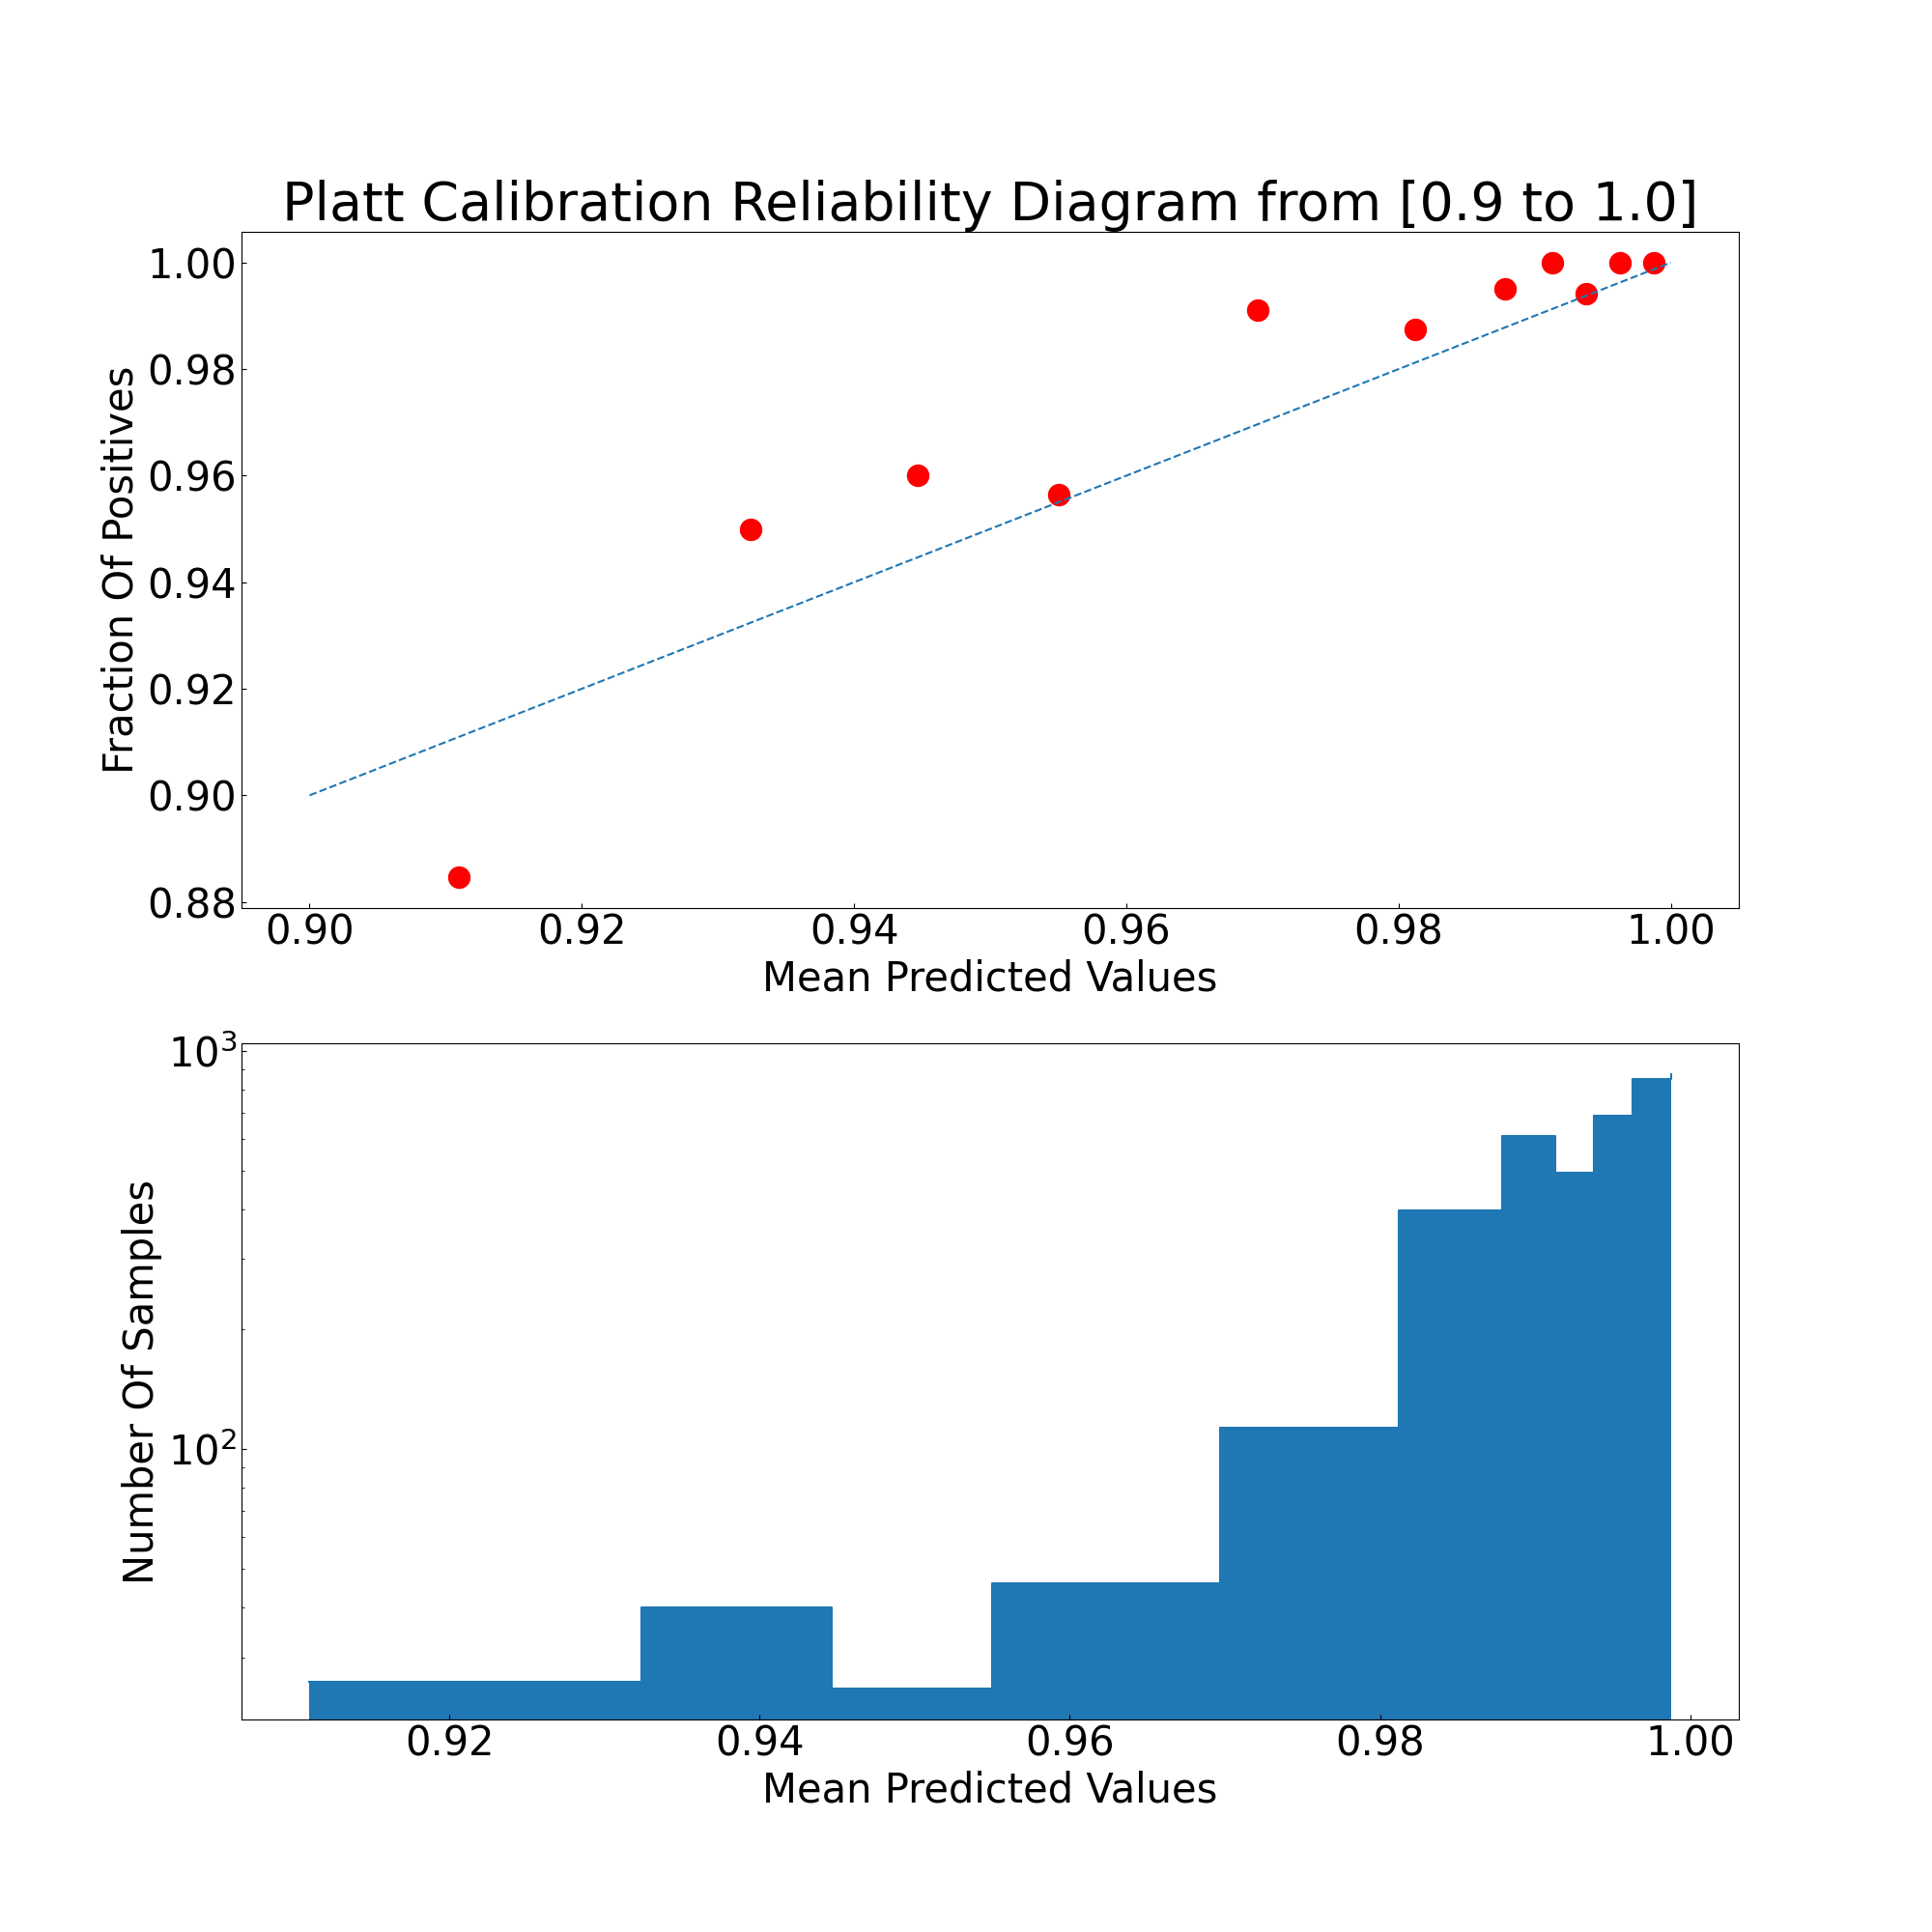 Platt Calibration Reliability Diagram from [0.9 to 1.0]
1.00
0.98
0.96
0.94
0.92
0.90
0.88
Fraction Of Positives
0.90 0.92 0.94 0.96 0.98 1.00
Mean Predicted Values
10³
10²
Number Of Samples
0.92 0.94 0.96 0.98 1.00
Mean Predicted Values